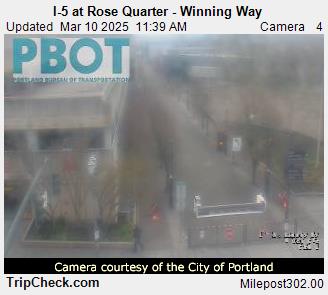 I-5 at Rose Quarter - Winning Way
Updated Mar 10 2025 11:39 AM Camera 4
PBOT
PORTLAND BUREAU OF TRANSPORTATION
Camera courtesy of the City of Portland
TripCheck.com Milepost302.00